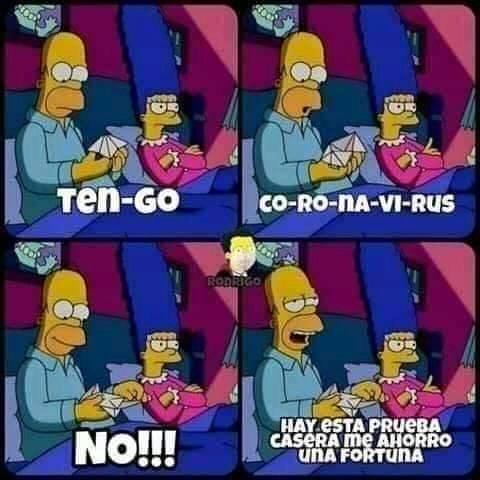 Ten-Go
CO-RO-NA-VI-RUS
RODRIGO
NO!!!
HAY ESTA PRUEBA
CASERA ME AHORRO
UNA FORTUNA